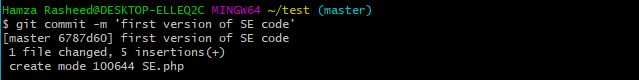 Hamza Rasheed@DESKTOP-ELLEQ2C MINGW64 ~/test (master)
$ git commit -m 'first version of SE code'
[master 6787d60] first version of SE code
 1 file changed, 5 insertions(+)
 create mode 100644 SE.php